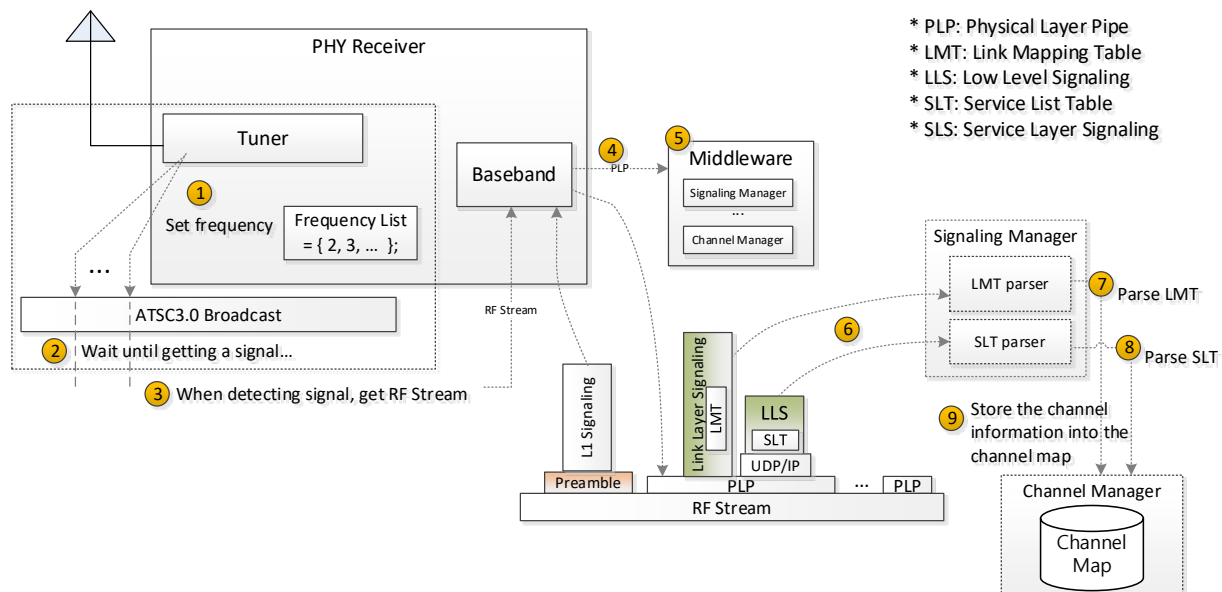 PHY Receiver
* PLP: Physical Layer Pipe
* LMT: Link Mapping Table
* LLS: Low Level Signaling
* SLT: Service List Table
* SLS: Service Layer Signaling
Tuner
1
Set frequency
Frequency List
= { 2, 3, ... };
Baseband
4
PLP
5
Middleware
Signaling Manager
...
Channel Manager
...
ATSC3.0 Broadcast
2
Wait until getting a signal...
3
When detecting signal, get RF Stream
RF Stream
Signaling Manager
LMT parser
7
Parse LMT
SLT parser
8
Parse SLT
6
L1 Signaling
Link Layer Signaling
LMT
LLS
SLT
UDP/IP
Preamble
PLP
...
PLP
RF Stream
9
Store the channel
information into the
channel map
Channel Manager
Channel
Map